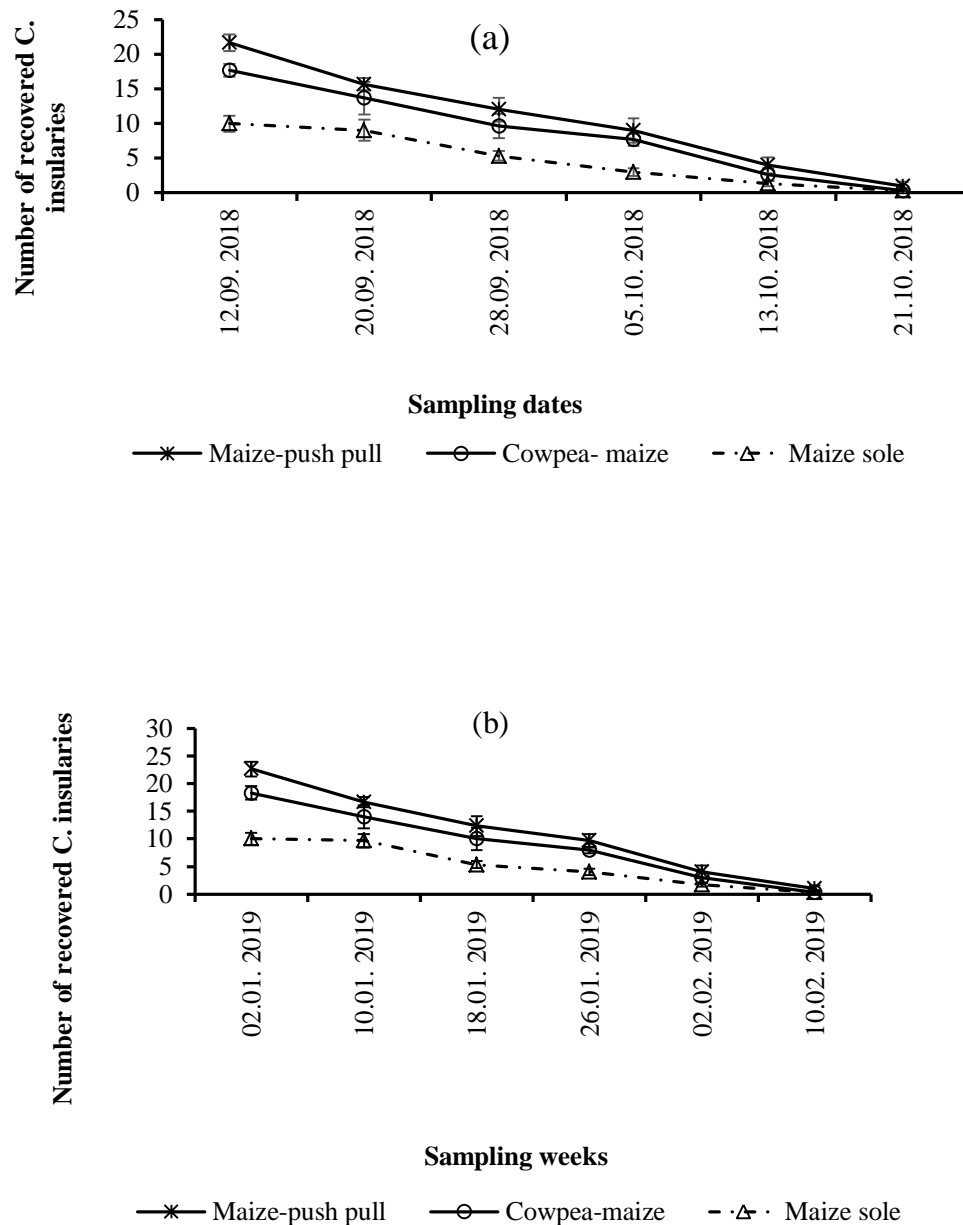 (a)
Number of recovered C.
insularies
25
20
15
10
5
0
12.09. 2018
20.09. 2018
28.09. 2018
05.10. 2018
13.10. 2018
21.10. 2018
Sampling dates
Maize-push pull
Cowpea- maize
Maize sole
(b)
Number of recovered C. insularies
30
25
20
15
10
5
0
02.01. 2019
10.01. 2019
18.01. 2019
26.01. 2019
02.02. 2019
10.02. 2019
Sampling weeks
Maize-push pull
Cowpea-maize
Maize sole